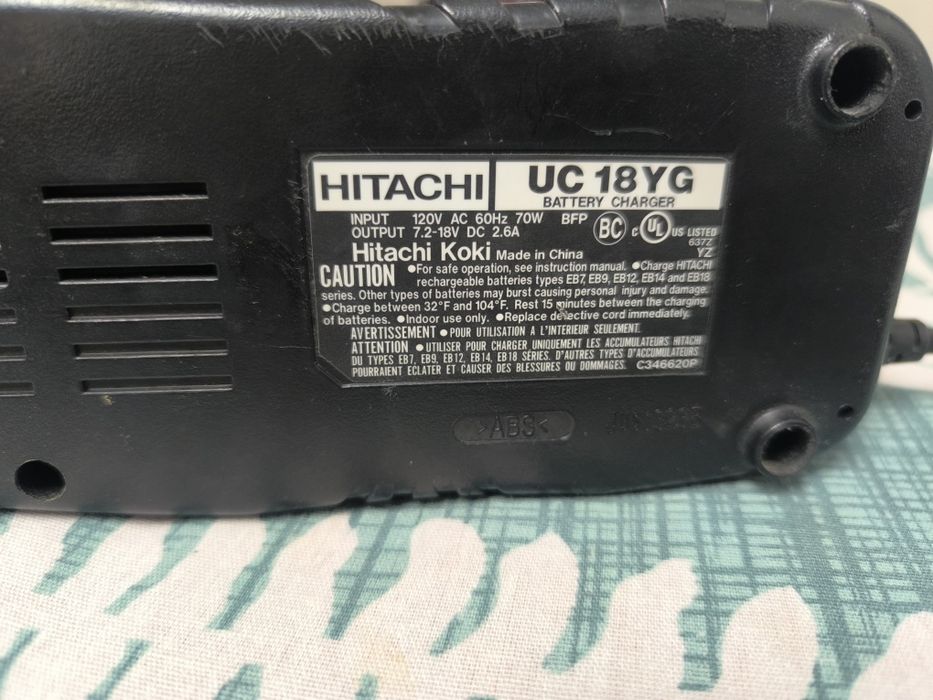 HITACHI
UC 18YG
BATTERY CHARGER
INPUT 120V AC 60Hz 70W BFP
OUTPUT 7.2-18V DC 2.6A
BC
c UL US LISTED
637Z
YZ
Hitachi Koki Made in China
CAUTION ●For safe operation, see instruction manual. ●Charge HITACHI
rechargeable batteries types EB7, EB9, EB12, EB14 and EB18
series. Other types of batteries may burst causing personal injury and damage.
●Charge between 32°F and 104°F. Rest 15 minutes between the charging
of batteries. ●Indoor use only. ●Replace defective cord immediately.
AVERTISSEMENT ● POUR UTILISATION A L'INTERIEUR SEULEMENT.
ATTENTION ● UTILISER POUR CHARGER UNIQUEMENT LES ACCUMULATEURS HITACHI
DU TYPES EB7, EB9, EB12, EB14, EB18 SÉRIES. D'AUTRES TYPES D'ACCUMULATEURS
POURRAIENT ECLATER ET CAUSER DES BLESSURES OU DOMMAGES. C346620P
>ABS<